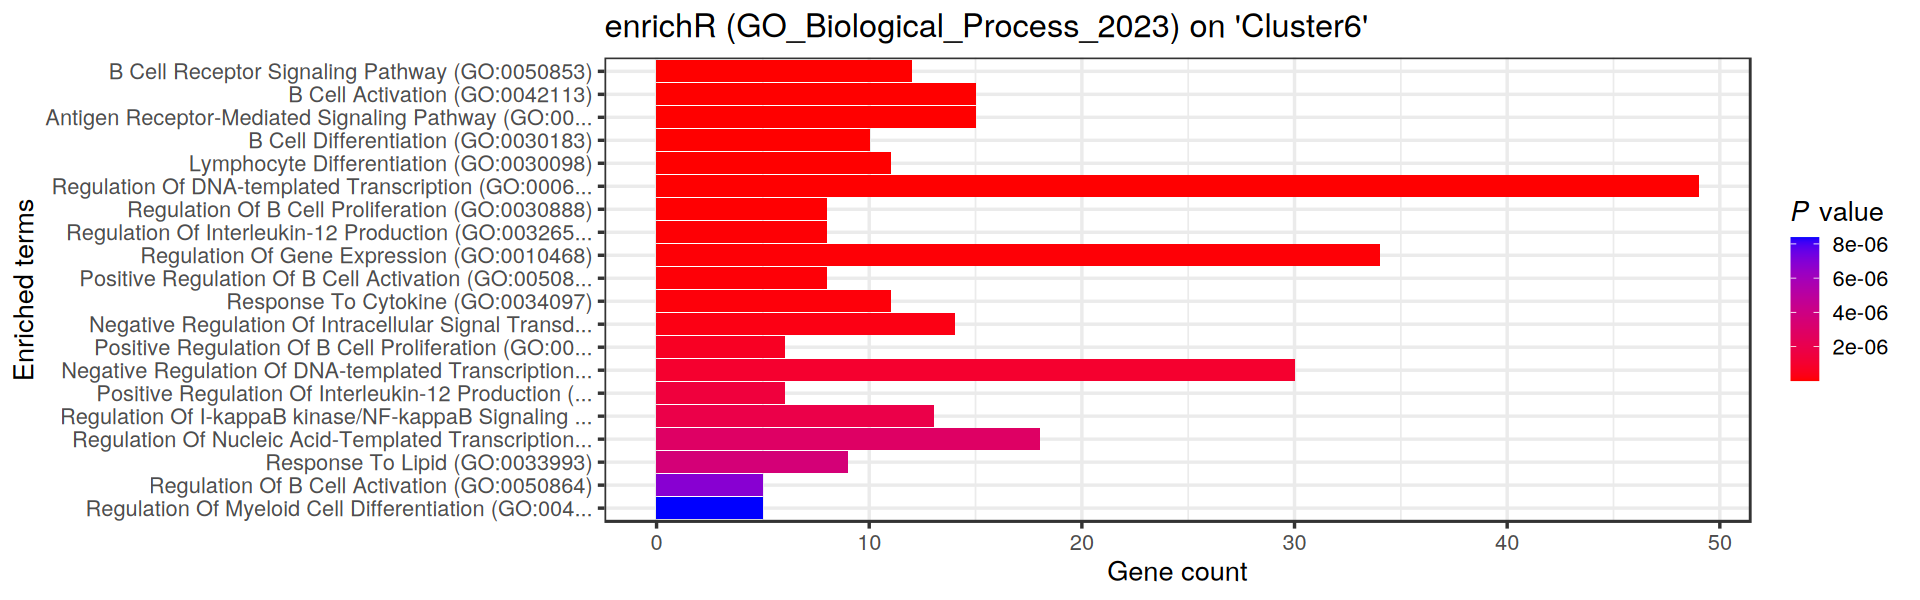 enrichR (GO_Biological_Process_2023) on 'Cluster6'
B Cell Receptor Signaling Pathway (GO:0050853)
B Cell Activation (GO:0042113)
Antigen Receptor-Mediated Signaling Pathway (GO:00...
B Cell Differentiation (GO:0030183)
Lymphocyte Differentiation (GO:0030098)
Regulation Of DNA-templated Transcription (GO:0006...
Regulation Of B Cell Proliferation (GO:0030888)
Regulation Of Interleukin-12 Production (GO:003265...
Regulation Of Gene Expression (GO:0010468)
Positive Regulation Of B Cell Activation (GO:00508...
Response To Cytokine (GO:0034097)
Negative Regulation Of Intracellular Signal Transd...
Positive Regulation Of B Cell Proliferation (GO:00...
Negative Regulation Of DNA-templated Transcription...
Positive Regulation Of Interleukin-12 Production (...
Regulation Of I-kappaB kinase/NF-kappaB Signaling ...
Regulation Of Nucleic Acid-Templated Transcription...
Response To Lipid (GO:0033993)
Regulation Of B Cell Activation (GO:0050864)
Regulation Of Myeloid Cell Differentiation (GO:004...
Enriched terms
0 10 20 30 40 50
Gene count
P value
8e-06
6e-06
4e-06
2e-06